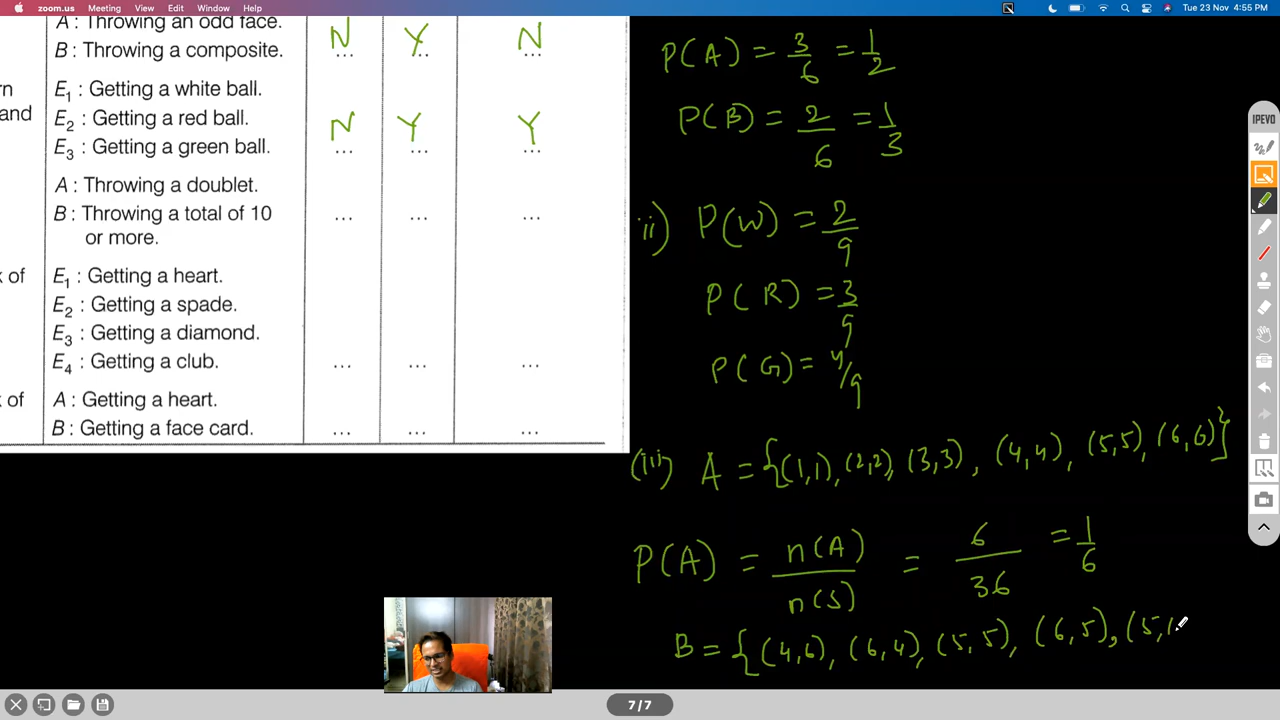 zoom.us Meeting View Edit Window Help Tue 23 Nov 4:55 PM
A : Throwing an odd face.
B : Throwing a composite.
N Y N
... ... ...
rn
and
E1 : Getting a white ball.
E2 : Getting a red ball.
E3 : Getting a green ball.
N Y Y
... ... ...
A : Throwing a doublet.
B : Throwing a total of 10
or more.
... ... ...
k of
E1 : Getting a heart.
E2 : Getting a spade.
E3 : Getting a diamond.
E4 : Getting a club.
... ... ...
k of
A : Getting a heart.
B : Getting a face card.
... ... ...
P(A) = 3/6 = 1/2
P(B) = 2/6 = 1/3
ii) P(W) = 2/9
P(R) = 3/9
P(G) = 4/9
(iii) A = {(1,1), (2,2), (3,3), (4,4), (5,5), (6,6)}
P(A) = n(A)/n(S) = 6/36 = 1/6
B = {(4,6), (6,4), (5,5), (6,5), (5,
IPEVO
7/7